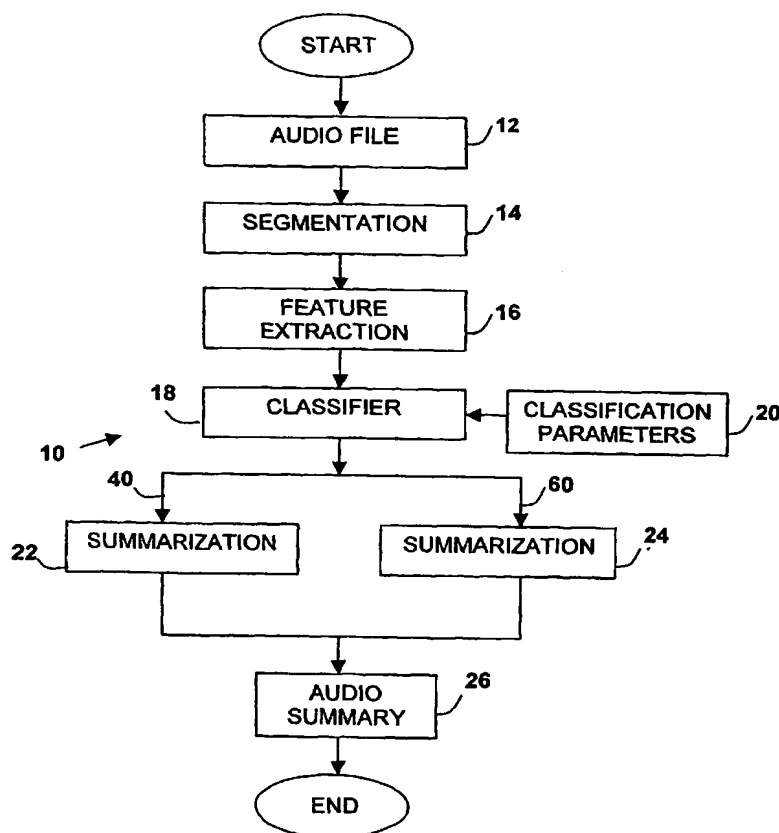 START
AUDIO FILE
12
SEGMENTATION
14
FEATURE
EXTRACTION
16
18
CLASSIFIER
CLASSIFICATION
PARAMETERS
20
10
40
60
22
SUMMARIZATION
SUMMARIZATION
24
AUDIO
SUMMARY
26
END